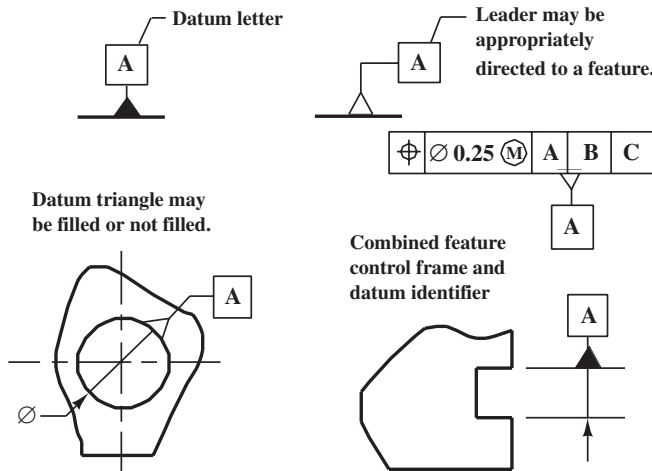 Datum letter
A
Leader may be
appropriately
directed to a feature.
A
⌖ ∅ 0.25 Ⓜ A B C
A
Datum triangle may
be filled or not filled.
A
∅
Combined feature
control frame and
datum identifier
A